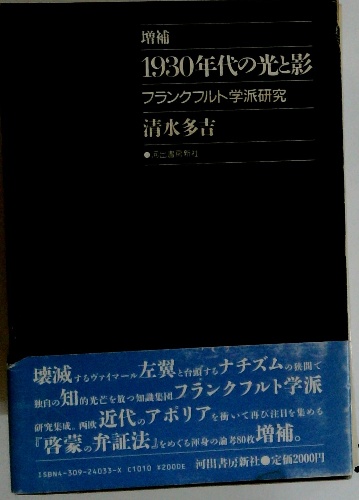 増補
1930年代の光と影
フランクフルト学派研究
清水多吉
●河出書房新社
壊滅するヴァイマール左翼と台頭するナチズムの狭間で
独自の知的光芒を放つ知識集団フランクフルト学派
研究集成。西欧近代のアポリアを衝いて再び注目を集める
『啓蒙の弁証法』をめぐる渾身の論考80枚増補。
ISBN4-309-24033-X C1010 ¥2000E 河出書房新社●定価2000円